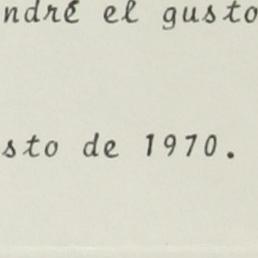 ndré el gusto
sto de 1970.